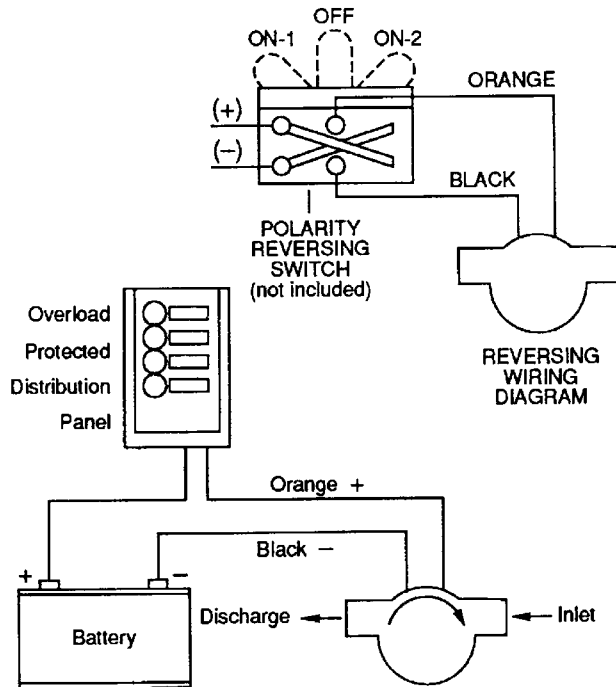 OFF
ON-1
ON-2
ORANGE
(+)
(−)
BLACK
POLARITY
REVERSING
SWITCH
(not included)
REVERSING
WIRING
DIAGRAM
Overload
Protected
Distribution
Panel
Orange +
Black −
+
−
Battery
Discharge
Inlet